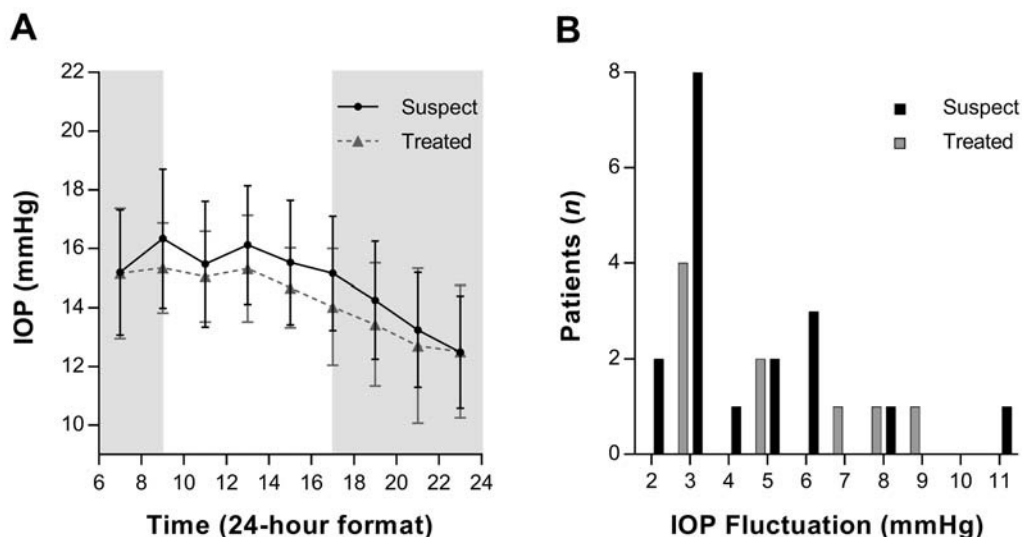 A
22
20
18
16
14
12
10
IOP (mmHg)
Suspect
Treated
6 8 10 12 14 16 18 20 22 24
Time (24-hour format)
B
8
6
4
2
0
Patients (n)
Suspect
Treated
2 3 4 5 6 7 8 9 10 11
IOP Fluctuation (mmHg)